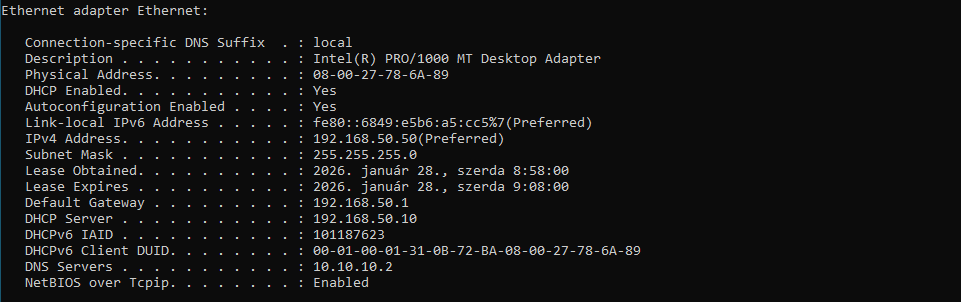 Ethernet adapter Ethernet:
Connection-specific DNS Suffix  . : local
Description . . . . . . . . . . . : Intel(R) PRO/1000 MT Desktop Adapter
Physical Address. . . . . . . . . : 08-00-27-78-6A-89
DHCP Enabled. . . . . . . . . . . : Yes
Autoconfiguration Enabled . . . . : Yes
Link-local IPv6 Address . . . . . : fe80::6849:e5b6:a5:cc5%7(Preferred)
IPv4 Address. . . . . . . . . . . : 192.168.50.50(Preferred)
Subnet Mask . . . . . . . . . . . : 255.255.255.0
Lease Obtained. . . . . . . . . . : 2026. január 28., szerda 8:58:00
Lease Expires . . . . . . . . . . : 2026. január 28., szerda 9:08:00
Default Gateway . . . . . . . . . : 192.168.50.1
DHCP Server . . . . . . . . . . . : 192.168.50.10
DHCPv6 IAID . . . . . . . . . . . : 101187623
DHCPv6 Client DUID. . . . . . . . : 00-01-00-01-31-0B-72-BA-08-00-27-78-6A-89
DNS Servers . . . . . . . . . . . : 10.10.10.2
NetBIOS over Tcpip. . . . . . . . : Enabled